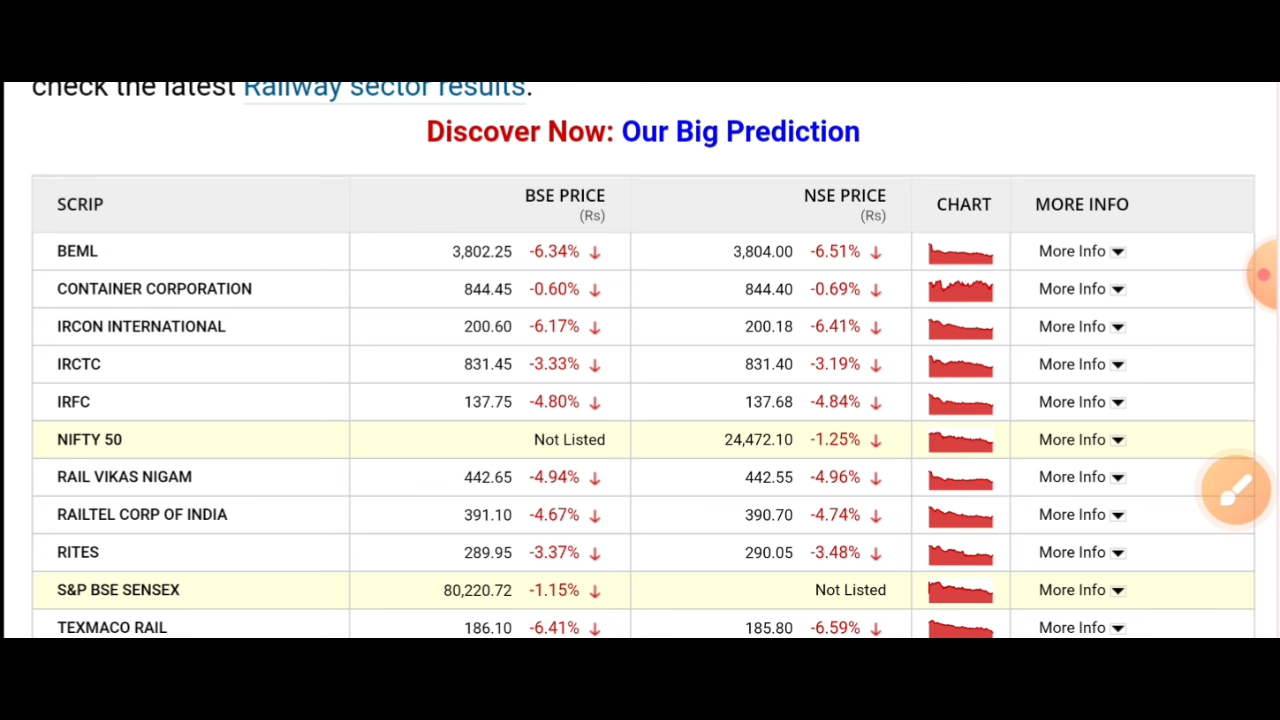 check the latest Railway sector results.
Discover Now: Our Big Prediction
SCRIP BSE PRICE (Rs) NSE PRICE (Rs) CHART MORE INFO
BEML 3,802.25 -6.34% ↓ 3,804.00 -6.51% ↓ More Info
CONTAINER CORPORATION 844.45 -0.60% ↓ 844.40 -0.69% ↓ More Info
IRCON INTERNATIONAL 200.60 -6.17% ↓ 200.18 -6.41% ↓ More Info
IRCTC 831.45 -3.33% ↓ 831.40 -3.19% ↓ More Info
IRFC 137.75 -4.80% ↓ 137.68 -4.84% ↓ More Info
NIFTY 50 Not Listed 24,472.10 -1.25% ↓ More Info
RAIL VIKAS NIGAM 442.65 -4.94% ↓ 442.55 -4.96% ↓ More Info
RAILTEL CORP OF INDIA 391.10 -4.67% ↓ 390.70 -4.74% ↓ More Info
RITES 289.95 -3.37% ↓ 290.05 -3.48% ↓ More Info
S&P BSE SENSEX 80,220.72 -1.15% ↓ Not Listed More Info
TEXMACO RAIL 186.10 -6.41% ↓ 185.80 -6.59% ↓ More Info